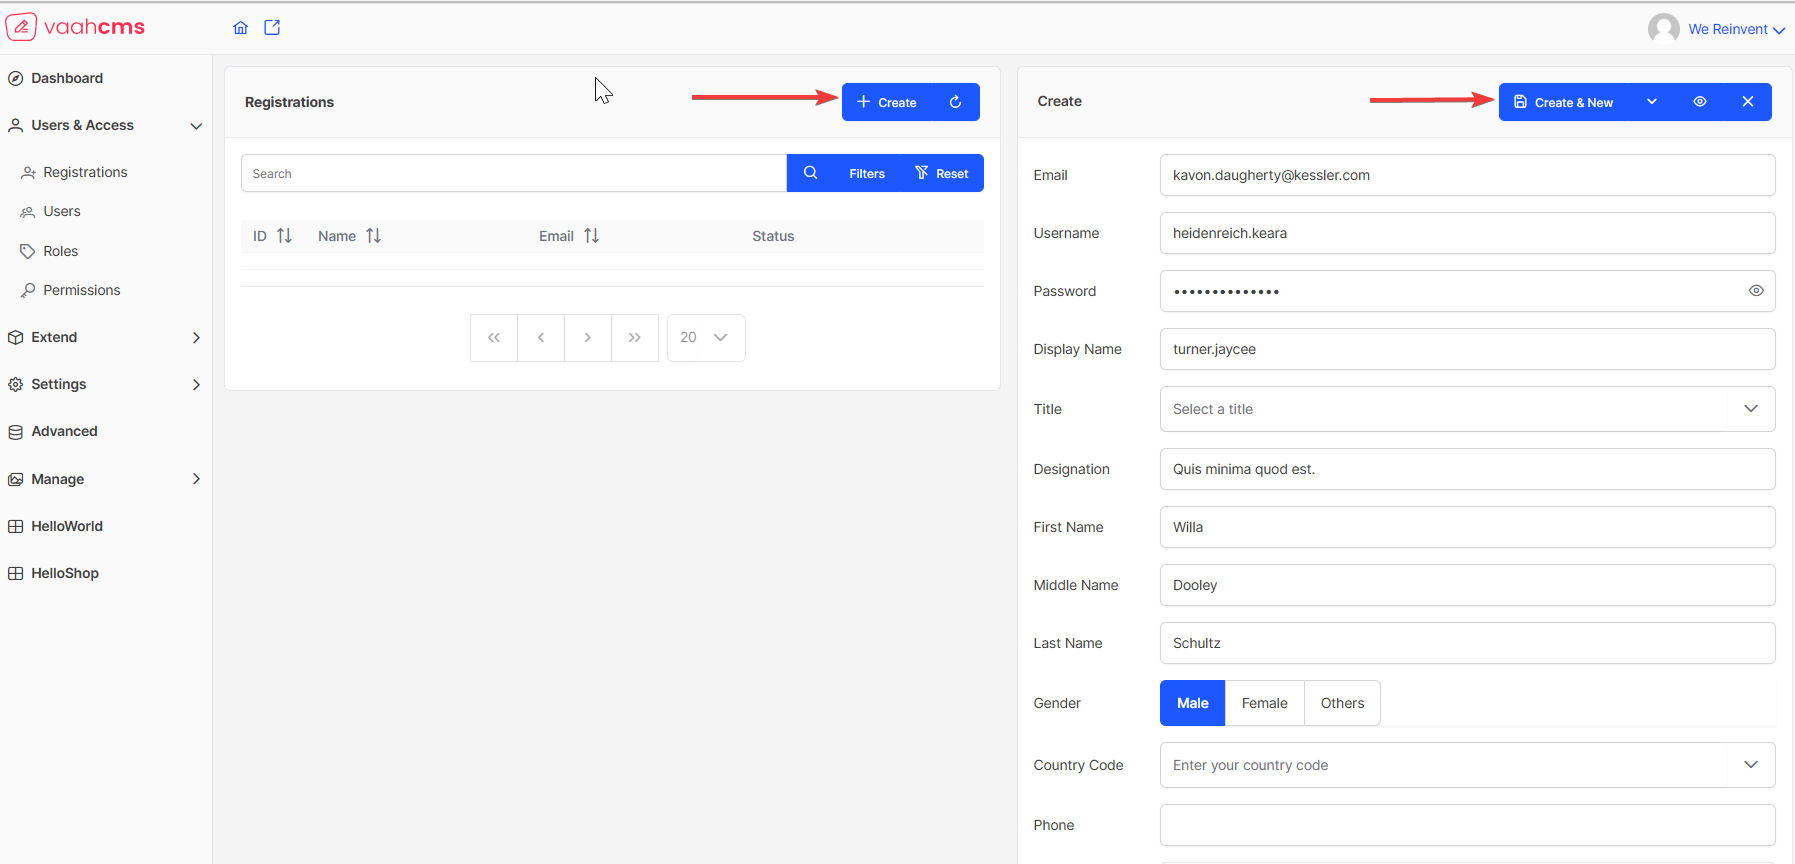 vaahcms
We Reinvent
Dashboard
Users & Access
Registrations
Users
Roles
Permissions
Extend
Settings
Advanced
Manage
HelloWorld
HelloShop
Registrations
Create
Search
Filters
Reset
ID Name Email Status
20
Create
Create & New
Email kavon.daugherty@kessler.com
Username heidenreich.keara
Password ••••••••••••••
Display Name turner.jaycee
Title Select a title
Designation Quis minima quod est.
First Name Willa
Middle Name Dooley
Last Name Schultz
Gender Male Female Others
Country Code Enter your country code
Phone